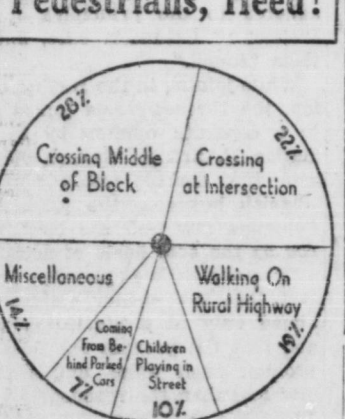 Pedestrians, Heed!
28%
Crossing Middle
of Block
22%
Crossing
at Intersection
Miscellaneous
14%
Walking On
Rural Highway
19%
Coming
From Be-
hind Parked
Cars
7%
Children
Playing in
Street
10%